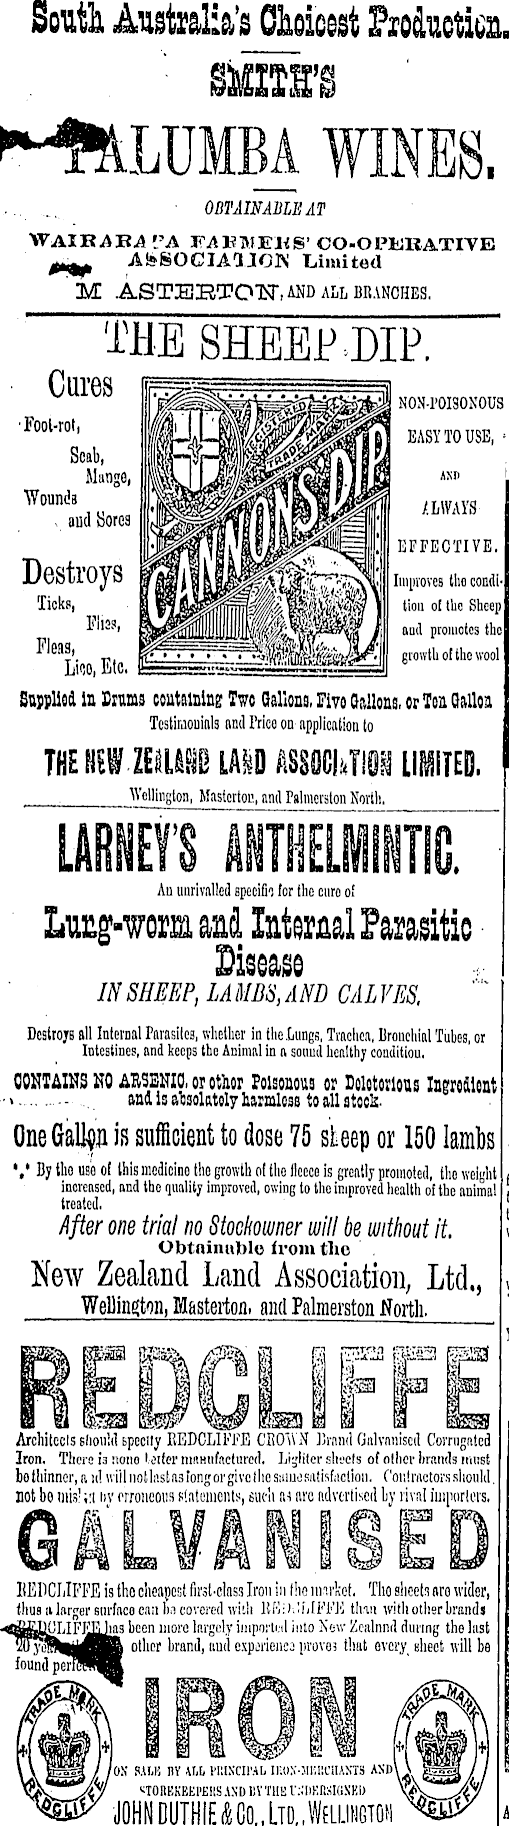 South Australia's Choicest Production.
SMITH'S
YALUMBA WINES.
OBTAINABLE AT
WAIRARAPA FARMERS' CO-OPERATIVE
ASSOCIATION Limited
MASTERTON, AND ALL BRANCHES.
THE SHEEP DIP.
Cures
Foot-rot,
Scab,
Mange,
Wounds
and Sores
Destroys
Ticks,
Flies,
Fleas,
Lice, Etc.
REGISTERED
TRADE MARK
CANNONS' DIP
NON-POISONOUS
EASY TO USE,
AND
ALWAYS
EFFECTIVE.
Improves the condi-
tion of the Sheep
and promotes the
growth of the wool
Supplied in Drums containing Two Gallons, Five Gallons, or Ten Gallon
Testimonials and Price on application to
THE NEW ZEALAND LAND ASSOCIATION LIMITED.
Wellington, Masterton, and Palmerston North.
LARNEY'S ANTHELMINTIC.
An unrivalled specific for the cure of
Lung-worm and Internal Parasitic
Disease
IN SHEEP, LAMBS, AND CALVES.
Destroys all Internal Parasites, whether in the Lungs, Trachea, Bronchial Tubes, or
Intestines, and keeps the Animal in a sound healthy condition.
CONTAINS NO ARSENIC, or other Poisonous or Deletorious Ingredient
and is absolutely harmless to all stock.
One Gallon is sufficient to dose 75 sheep or 150 lambs
*** By the use of this medicine the growth of the fleece is greatly promoted, the weight
increased, and the quality improved, owing to the improved health of the animal
treated.
After one trial no Stockowner will be without it.
Obtainable from the
New Zealand Land Association, Ltd.,
Wellington, Masterton, and Palmerston North.
REDCLIFFE
Architects should specify REDCLIFFE CROWN Brand Galvanised Corrugated
Iron. There is none better manufactured. Lighter sheets of other brands must
be thinner, and will not last as long or give the same satisfaction. Contractors should
not be misled by erroneous statements, such as are advertised by rival importers.
GALVANISED
REDCLIFFE is the cheapest first-class Iron in the market. The sheets are wider,
thus a larger surface can be covered with REDCLIFFE than with other brands
REDCLIFFE has been more largely imported into New Zealand during the last
20 years other brand, and experience proves that every sheet will be
found perfect
IRON
TRADE MARK
REDCLIFFE
TRADE MARK
REDCLIFFE
ON SALE BY ALL PRINCIPAL IRON-MERCHANTS AND
STOREKEEPERS AND BY THE UNDERSIGNED
JOHN DUTHIE & Co., LTD., WELLINGTON